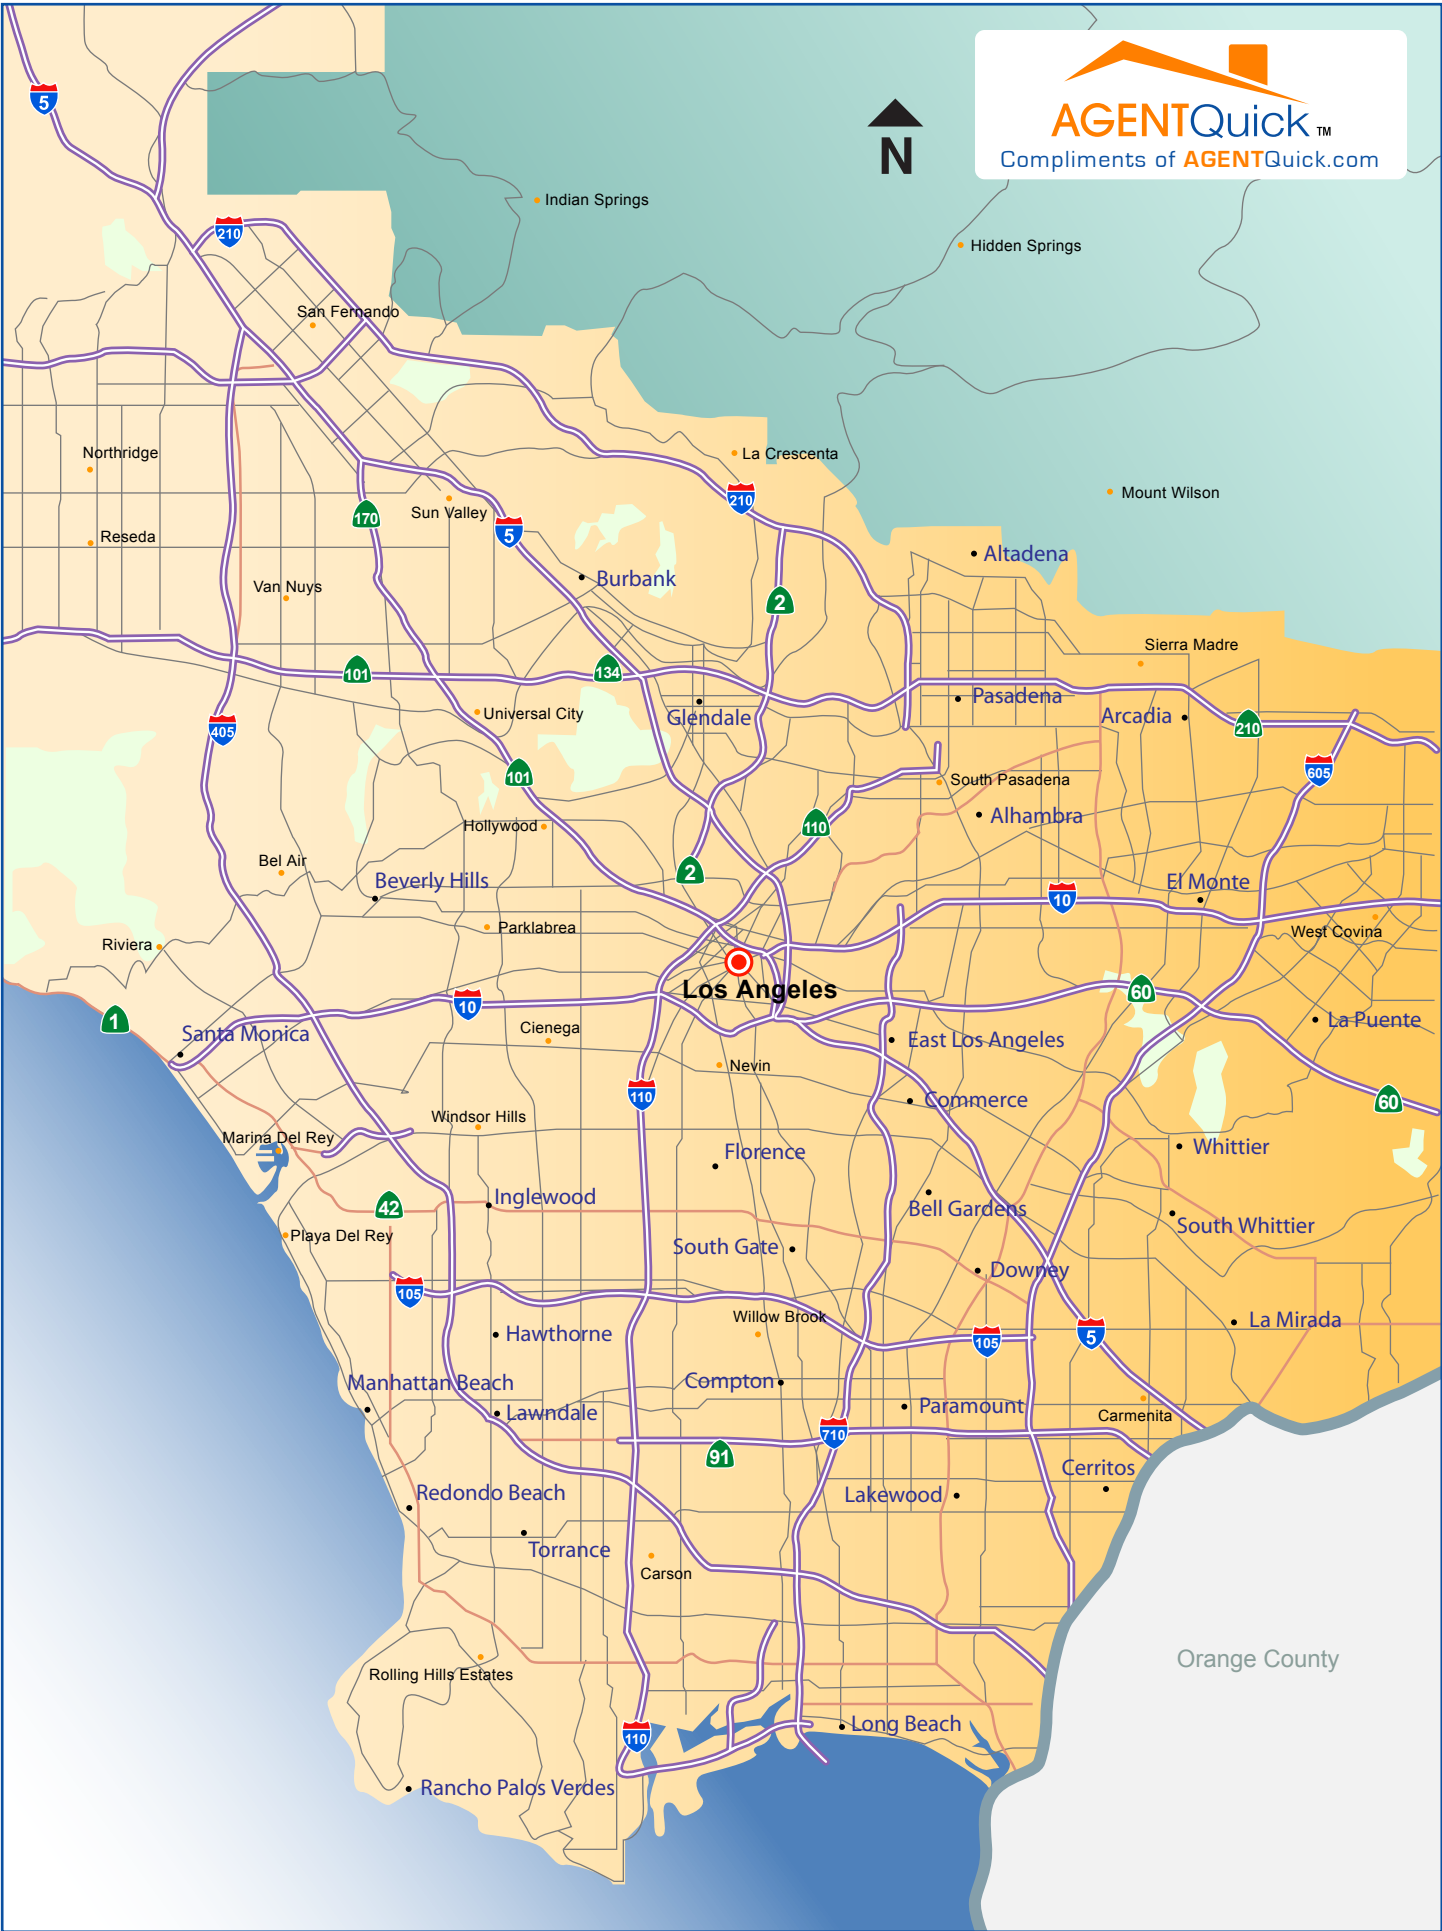 AGENTQuick ™
Compliments of AGENTQuick.com
5
N
Indian Springs
210
Hidden Springs
San Fernando
Northridge
La Crescenta
210
Mount Wilson
170
Sun Valley
5
Reseda
Altadena
Van Nuys
Burbank
2
Sierra Madre
101
134
Pasadena
Universal City
Glendale
Arcadia
210
405
101
605
South Pasadena
Hollywood
110
Alhambra
Bel Air
Beverly Hills
2
El Monte
10
Parklabrea
West Covina
Riviera
Los Angeles
60
10
1
Santa Monica
Cienega
La Puente
East Los Angeles
Nevin
110
Commerce
60
Windsor Hills
Marina Del Rey
Florence
Whittier
42
Inglewood
Bell Gardens
South Whittier
Playa Del Rey
South Gate
Downey
105
Willow Brook
Hawthorne
105
5
La Mirada
Manhattan Beach
Compton
Lawndale
Paramount
Carmenita
710
91
Cerritos
Redondo Beach
Lakewood
Torrance
Carson
Rolling Hills Estates
Orange County
110
Long Beach
Rancho Palos Verdes